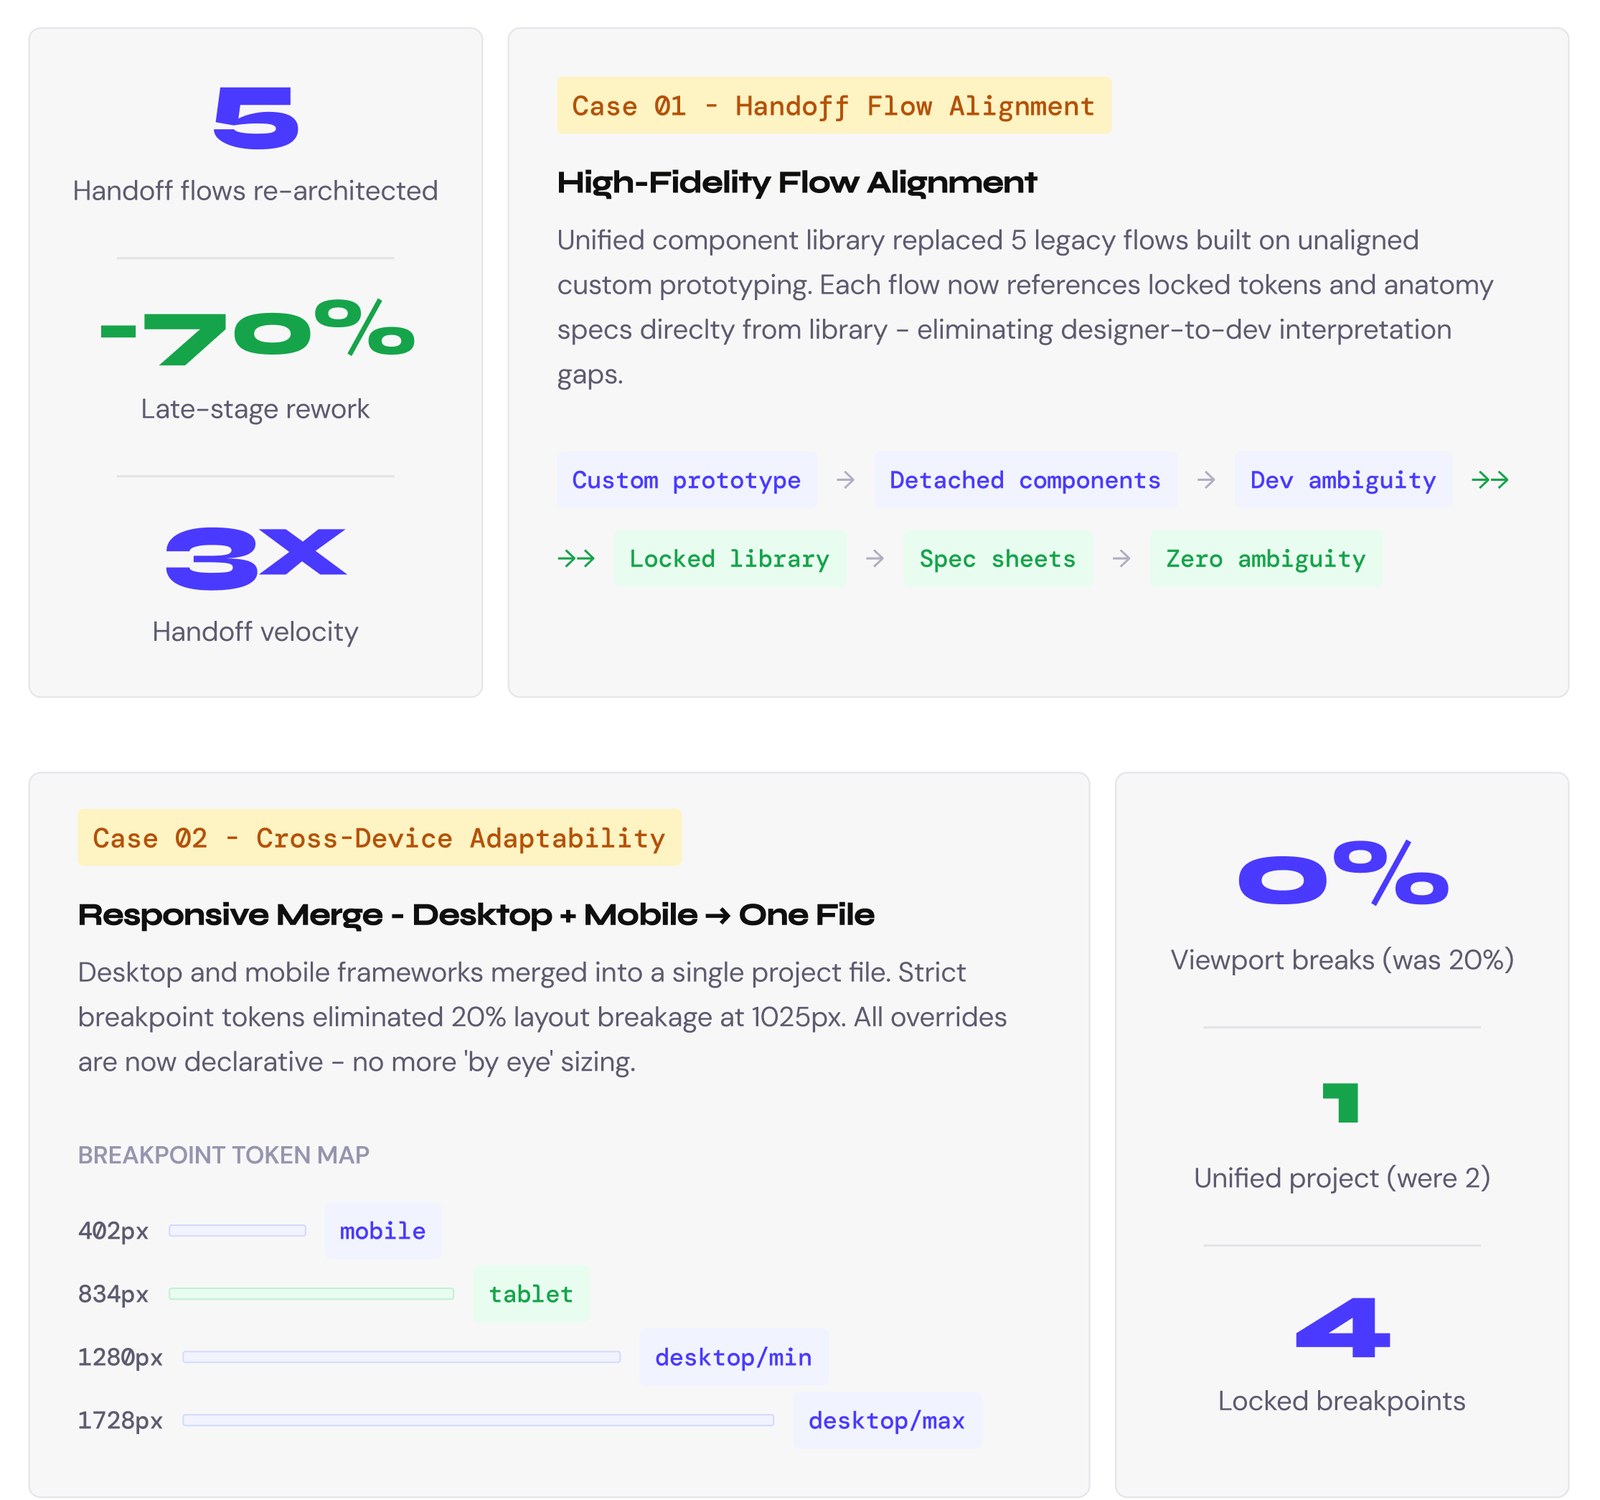 5
Handoff flows re-architected
-70%
Late-stage rework
3X
Handoff velocity
Case 01 - Handoff Flow Alignment
High-Fidelity Flow Alignment
Unified component library replaced 5 legacy flows built on unaligned
custom prototyping. Each flow now references locked tokens and anatomy
specs direclty from library - eliminating designer-to-dev interpretation
gaps.
Custom prototype → Detached components → Dev ambiguity →→
→→ Locked library → Spec sheets → Zero ambiguity
Case 02 - Cross-Device Adaptability
Responsive Merge - Desktop + Mobile → One File
Desktop and mobile frameworks merged into a single project file. Strict
breakpoint tokens eliminated 20% layout breakage at 1025px. All overrides
are now declarative - no more 'by eye' sizing.
BREAKPOINT TOKEN MAP
402px mobile
834px tablet
1280px desktop/min
1728px desktop/max
0%
Viewport breaks (was 20%)
1
Unified project (were 2)
4
Locked breakpoints